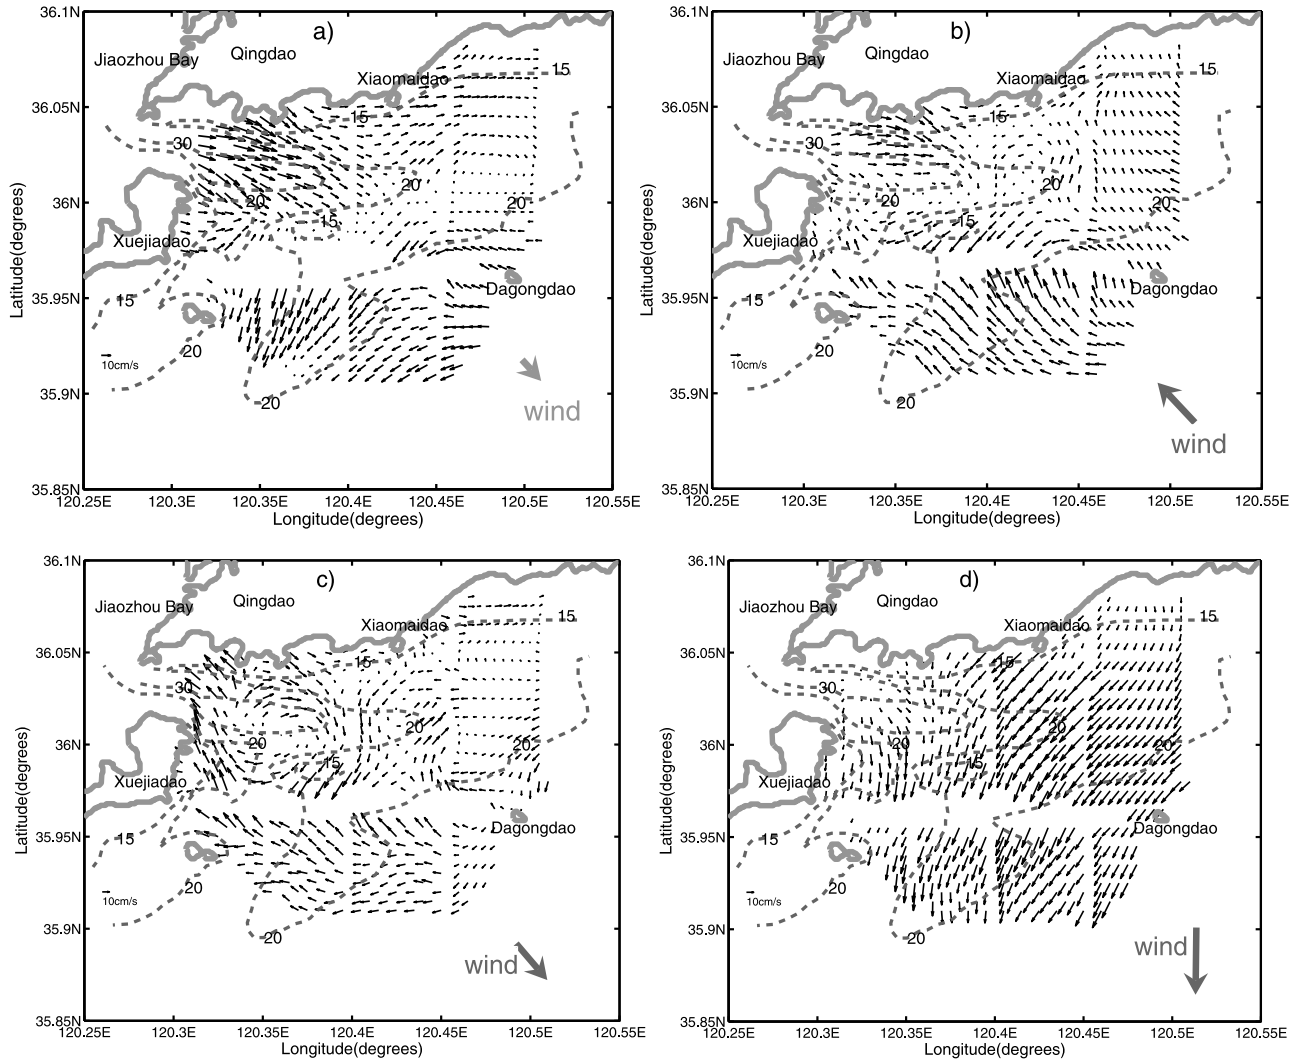 36.1N
a)
Qingdao
Jiaozhou Bay
Xiaomaidao
15
36.05N
15
30
20
36N
20
20
15
Xuejiadao
Latitude(degrees)
35.95N
15
Dagongdao
20
10cm/s
35.9N
20
wind
35.85N
120.25E
120.3E
120.35E
120.4E
120.45E
120.5E
120.55E
Longitude(degrees)
36.1N
b)
Qingdao
Jiaozhou Bay
Xiaomaidao
15
36.05N
15
30
20
36N
20
20
15
Xuejiadao
Latitude(degrees)
35.95N
15
Dagongdao
20
10cm/s
35.9N
20
wind
35.85N
120.25E
120.3E
120.35E
120.4E
120.45E
120.5E
120.55E
Longitude(degrees)
36.1N
c)
Qingdao
Jiaozhou Bay
Xiaomaidao
15
36.05N
15
30
20
36N
20
20
15
Xuejiadao
Latitude(degrees)
35.95N
15
Dagongdao
20
10cm/s
35.9N
20
wind
35.85N
120.25E
120.3E
120.35E
120.4E
120.45E
120.5E
120.55E
Longitude(degrees)
36.1N
d)
Qingdao
Jiaozhou Bay
Xiaomaidao
15
36.05N
15
30
20
36N
20
20
15
Xuejiadao
Latitude(degrees)
35.95N
15
Dagongdao
20
10cm/s
35.9N
20
wind
35.85N
120.25E
120.3E
120.35E
120.4E
120.45E
120.5E
120.55E
Longitude(degrees)